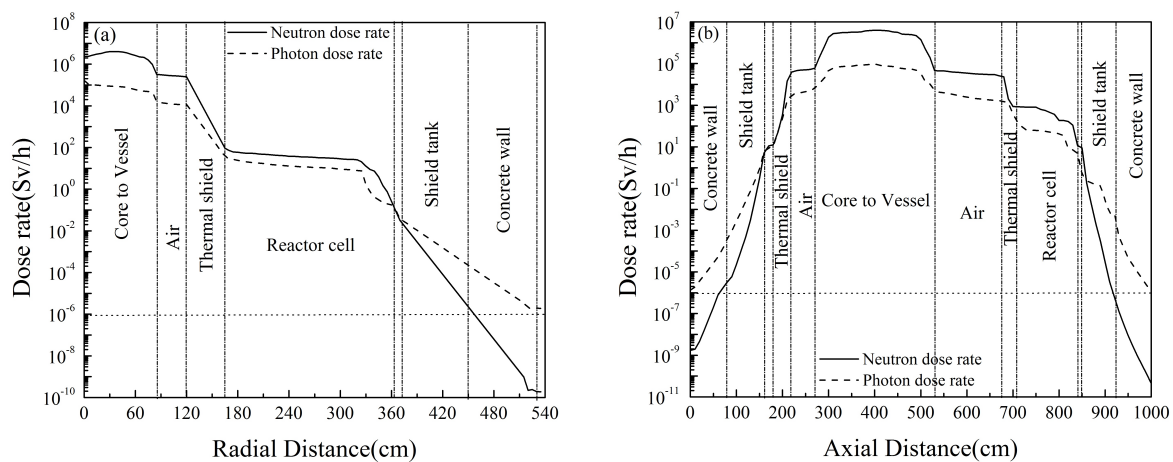 (a)
Neutron dose rate
Photon dose rate
Dose rate(Sv/h)
10^8
10^6
10^4
10^2
10^0
10^-2
10^-4
10^-6
10^-8
10^-10
Core to Vessel
Air
Thermal shield
Reactor cell
Shield tank
Concrete wall
0 60 120 180 240 300 360 420 480 540
Radial Distance(cm)
(b)
Dose rate(Sv/h)
10^7
10^5
10^3
10^1
10^-1
10^-3
10^-5
10^-7
10^-9
10^-11
Concrete wall
Shield tank
Thermal shield
Air
Core to Vessel
Air
Thermal shield
Reactor cell
Shield tank
Concrete wall
Neutron dose rate
Photon dose rate
0 100 200 300 400 500 600 700 800 900 1000
Axial Distance(cm)